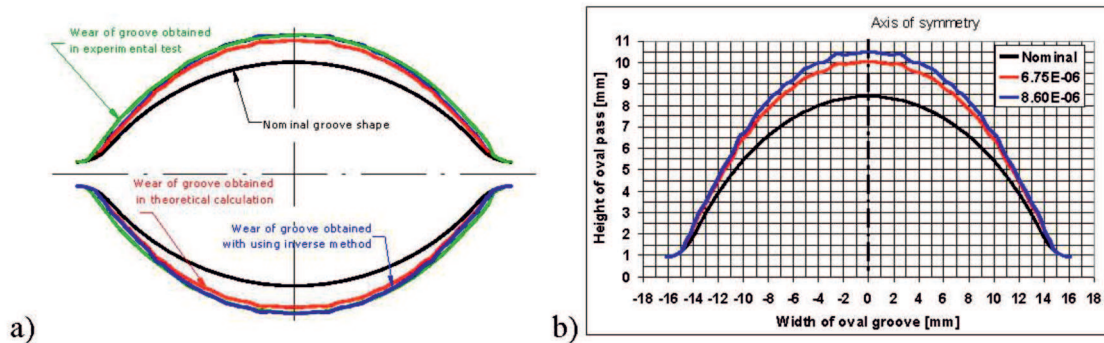 Wear of groove obtained
in experimental test
Nominal groove shape
Wear of groove obtained
in theoretical calculation
Wear of groove obtained
with using inverse method
a)
Axis of symmetry
Nominal
6.75E-06
8.60E-06
Height of oval pass [mm]
11
10
9
8
7
6
5
4
3
2
1
0
-18 -16 -14 -12 -10 -8 -6 -4 -2 0 2 4 6 8 10 12 14 16 18
Width of oval groove [mm]
b)